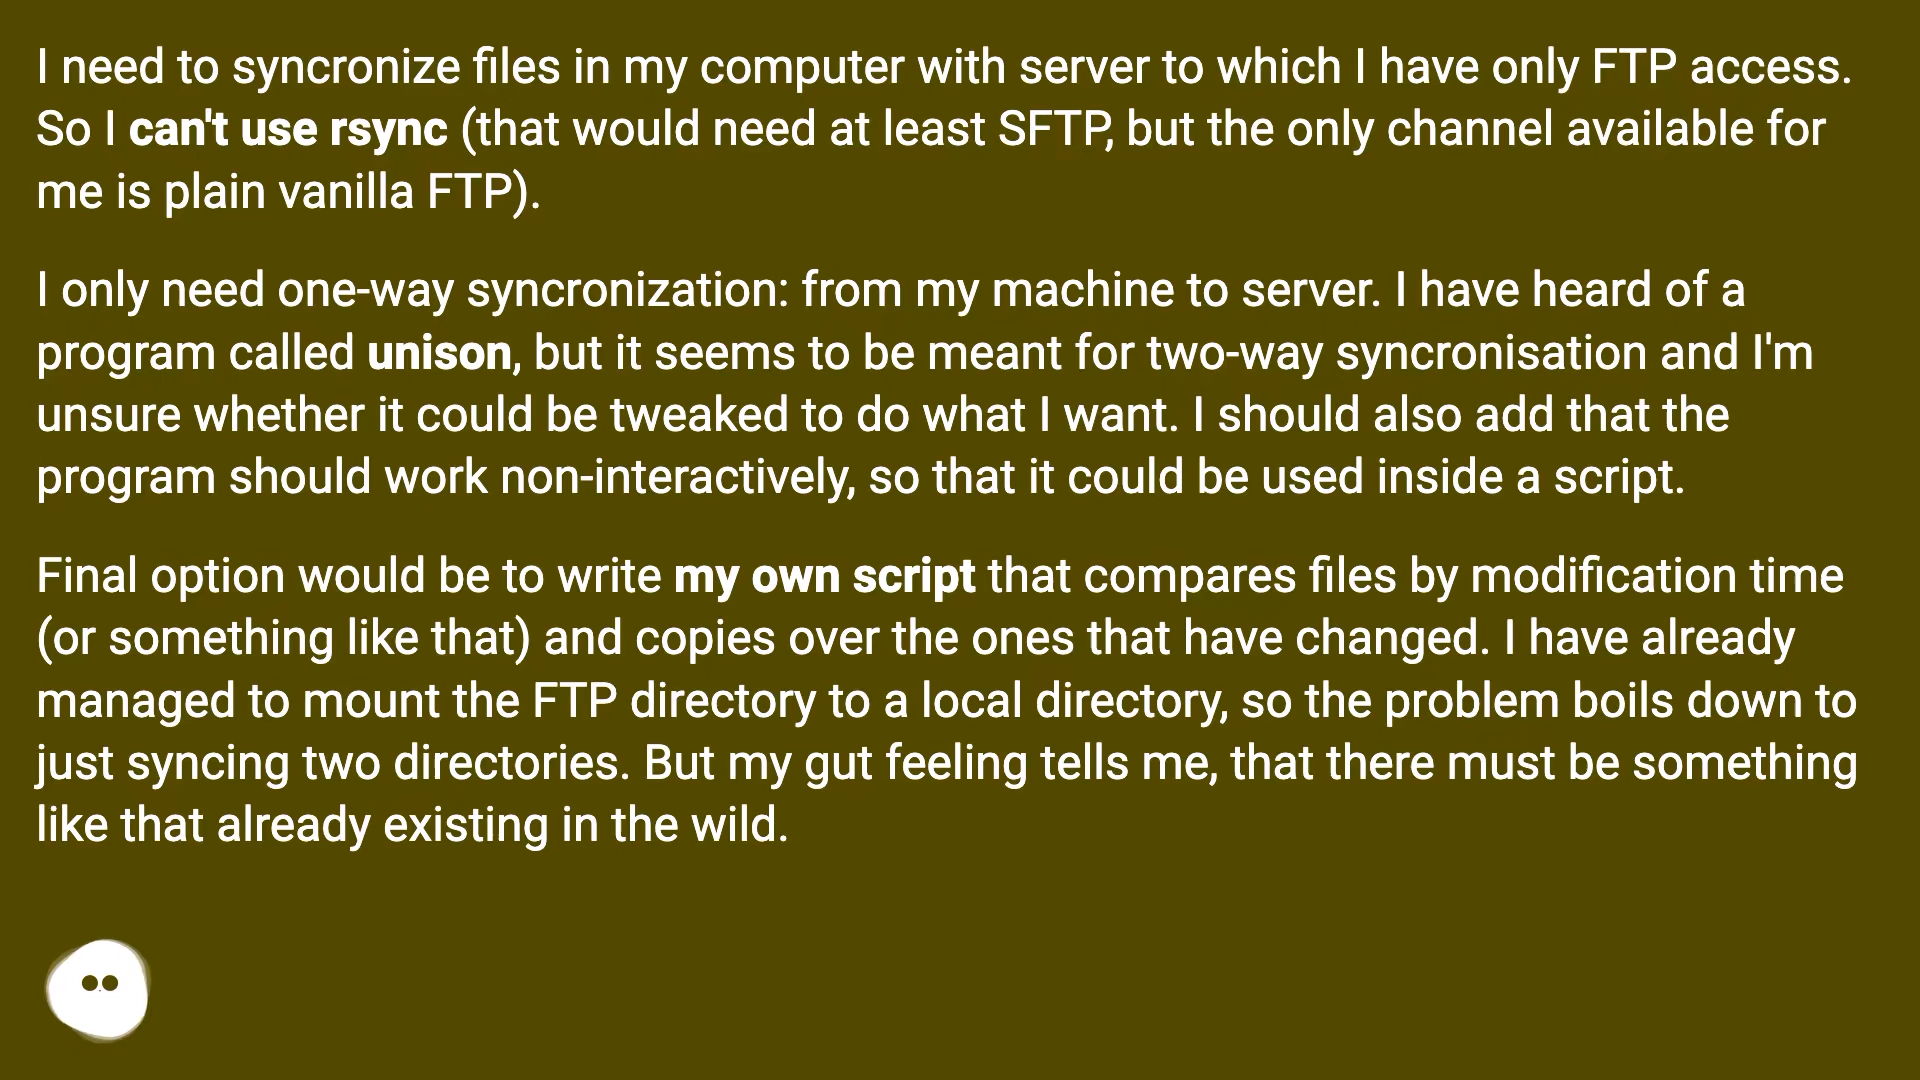 I need to syncronize files in my computer with server to which I have only FTP access.
So I can't use rsync (that would need at least SFTP, but the only channel available for
me is plain vanilla FTP).
I only need one-way syncronization: from my machine to server. I have heard of a
program called unison, but it seems to be meant for two-way syncronisation and I'm
unsure whether it could be tweaked to do what I want. I should also add that the
program should work non-interactively, so that it could be used inside a script.
Final option would be to write my own script that compares files by modification time
(or something like that) and copies over the ones that have changed. I have already
managed to mount the FTP directory to a local directory, so the problem boils down to
just syncing two directories. But my gut feeling tells me, that there must be something
like that already existing in the wild.